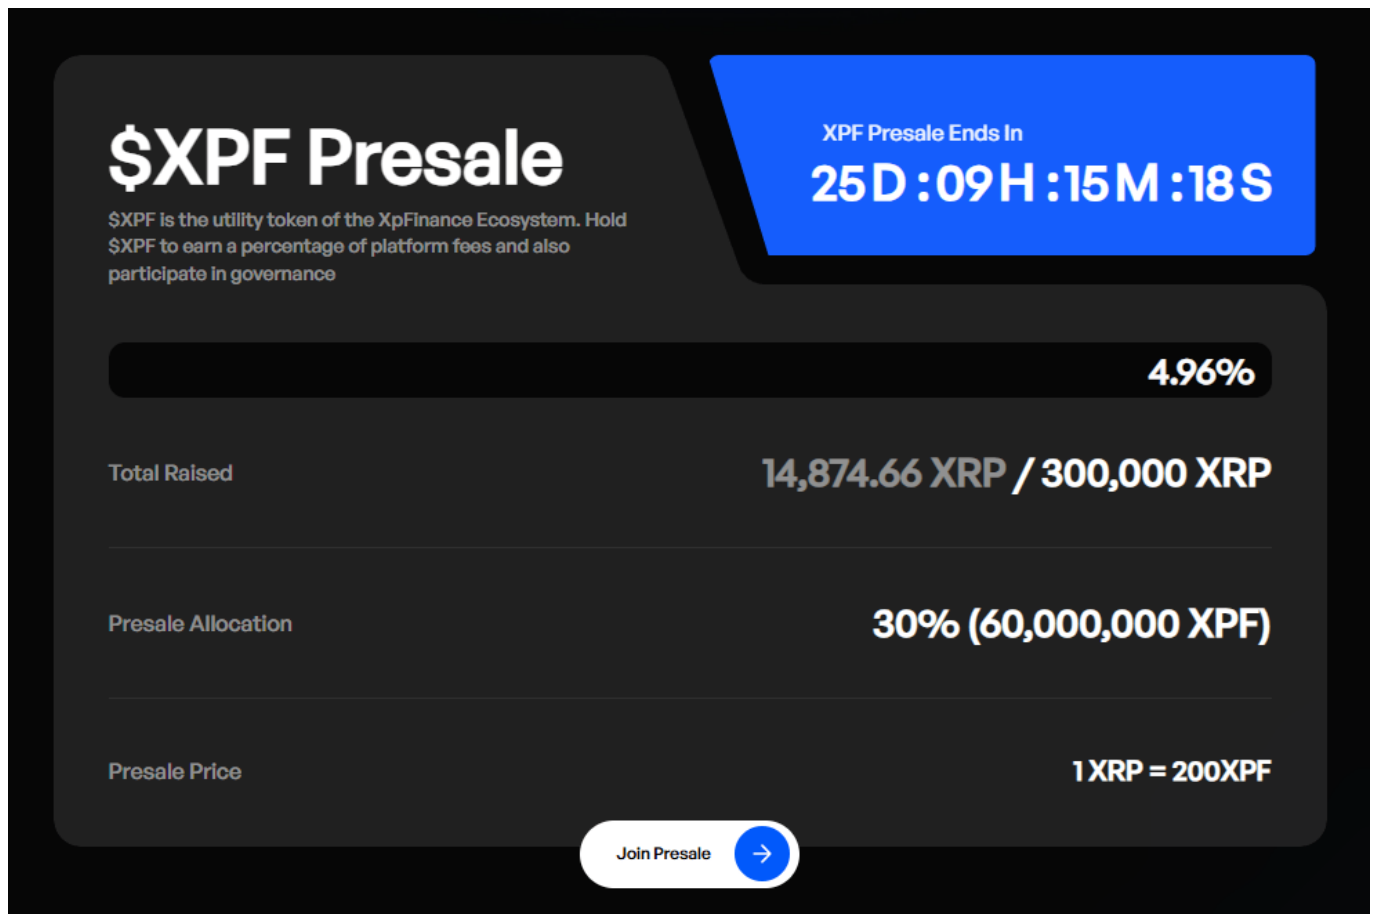 $XPF Presale
$XPF is the utility token of the XpFinance Ecosystem. Hold
$XPF to earn a percentage of platform fees and also
participate in governance
XPF Presale Ends In
25 D : 09 H : 15 M : 18 S
4.96%
Total Raised 14,874.66 XRP / 300,000 XRP
Presale Allocation 30% (60,000,000 XPF)
Presale Price 1 XRP = 200XPF
Join Presale